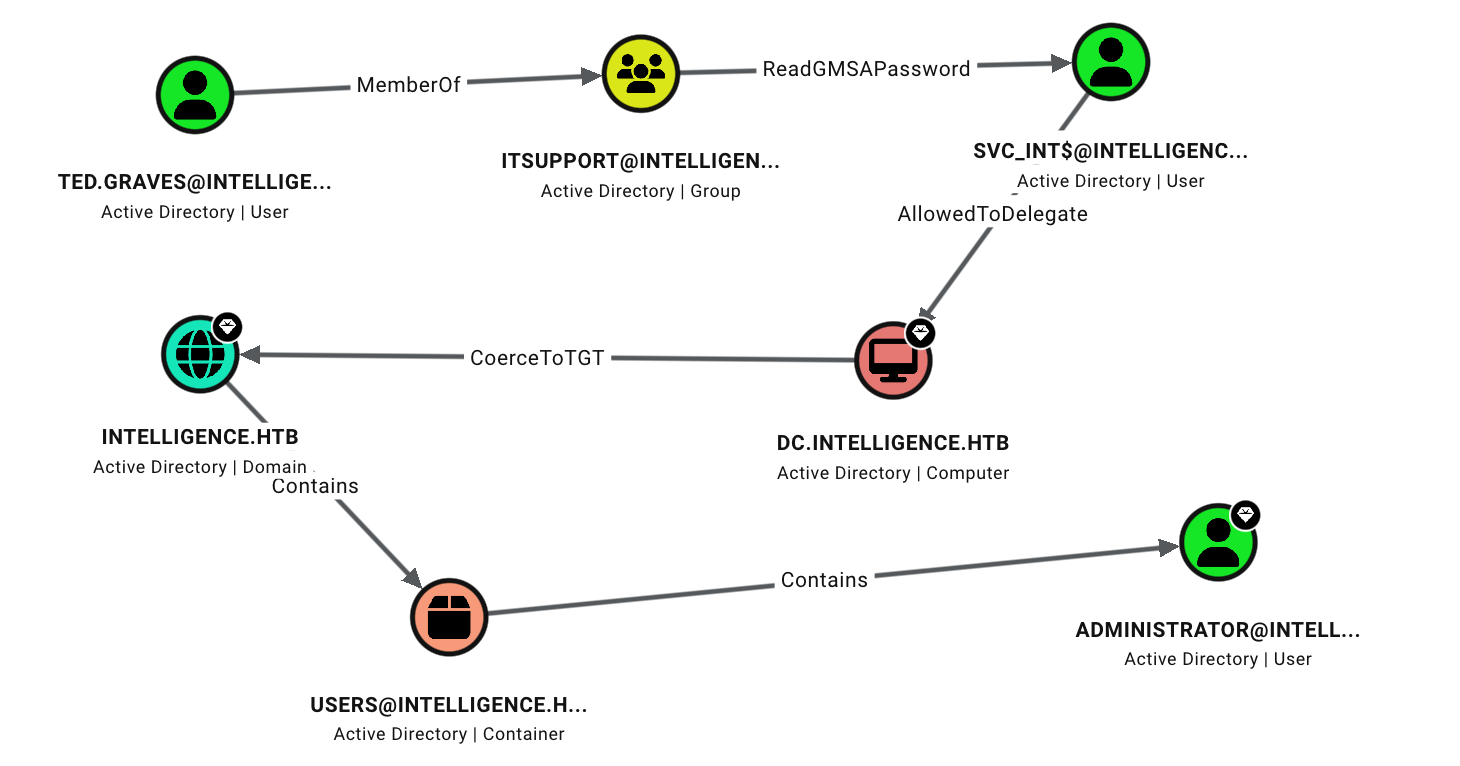 MemberOf
ReadGMSAPassword
TED.GRAVES@INTELLIGE...
Active Directory | User
ITSUPPORT@INTELLIGEN...
Active Directory | Group
SVC_INT$@INTELLIGENC...
Active Directory | User
AllowedToDelegate
CoerceToTGT
INTELLIGENCE.HTB
Active Directory | Domain
Contains
DC.INTELLIGENCE.HTB
Active Directory | Computer
Contains
ADMINISTRATOR@INTELL...
Active Directory | User
USERS@INTELLIGENCE.H...
Active Directory | Container